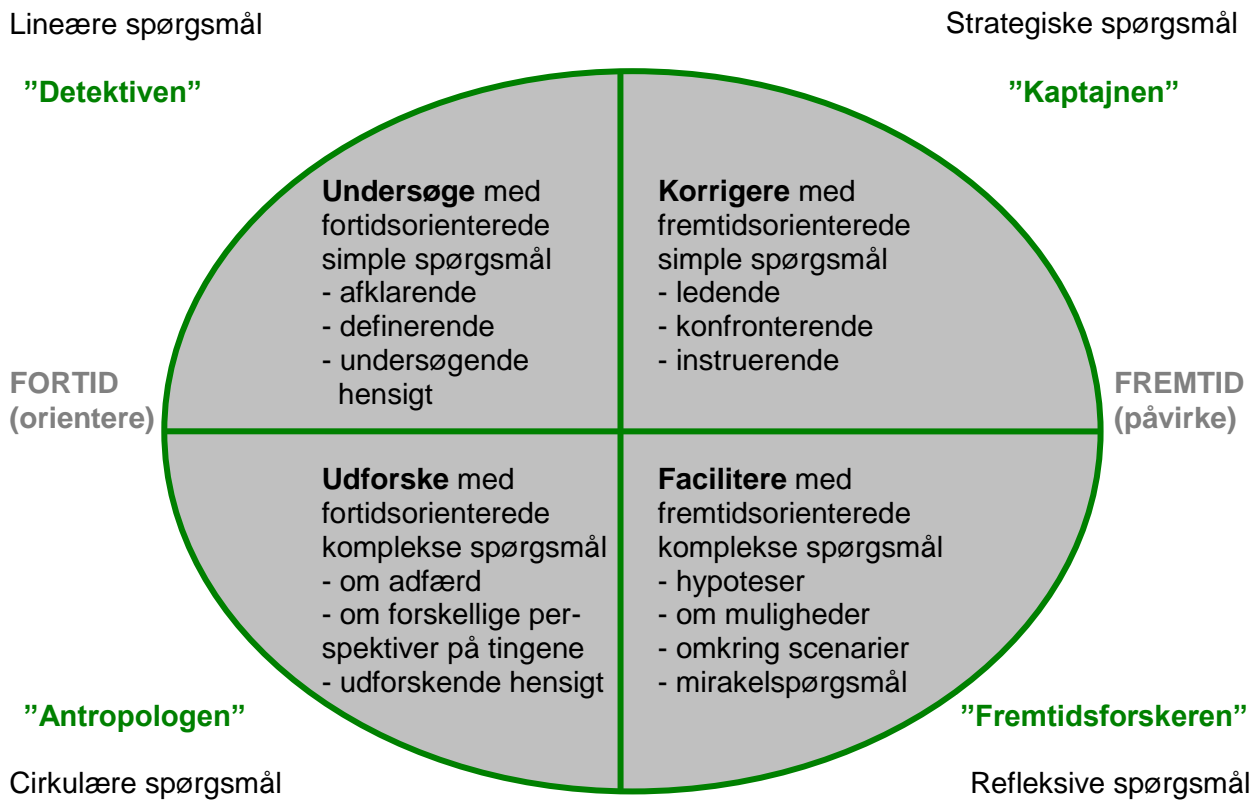 Lineære spørgsmål
Strategiske spørgsmål
”Detektiven”
”Kaptajnen”
Undersøge med
fortidsorienterede
simple spørgsmål
- afklarende
- definerende
- undersøgende
hensigt
Korrigere med
fremtidsorienterede
simple spørgsmål
- ledende
- konfronterende
- instruerende
FORTID
(orientere)
FREMTID
(påvirke)
Udforske med
fortidsorienterede
komplekse spørgsmål
- om adfærd
- om forskellige per-
spektiver på tingene
- udforskende hensigt
Facilitere med
fremtidsorienterede
komplekse spørgsmål
- hypoteser
- om muligheder
- omkring scenarier
- mirakelspørgsmål
”Antropologen”
”Fremtidsforskeren”
Cirkulære spørgsmål
Refleksive spørgsmål